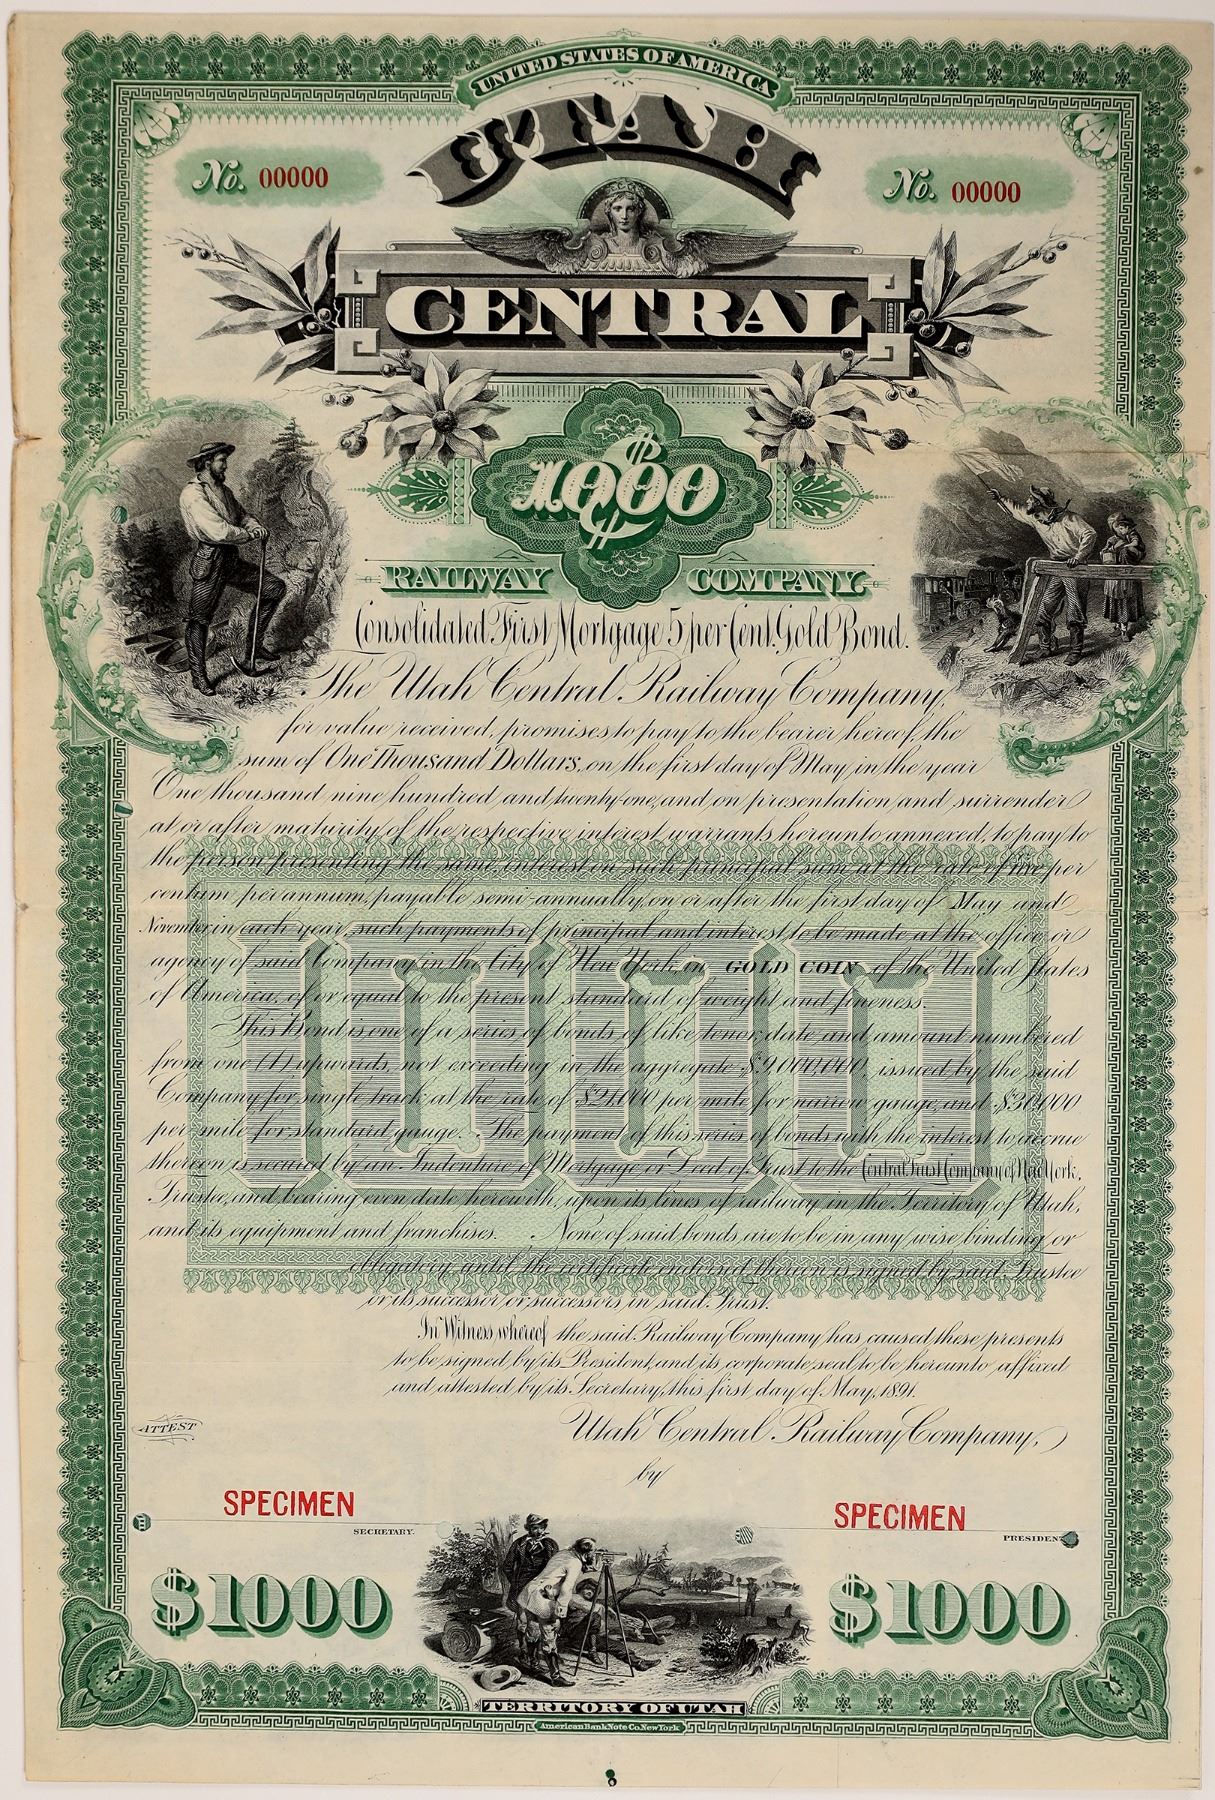 UNITED STATES OF AMERICA
UTAH
No. 00000
No. 00000
CENTRAL
$1000
RAILWAY COMPANY.
Consolidated First Mortgage 5 per Cent. Gold Bond.
The Utah Central Railway Company,
for value received, promises to pay to the bearer hereof, the
sum of One Thousand Dollars, on the first day of May, in the year
One thousand nine hundred and twenty-one, and on presentation and surrender
at or after maturity of the respective interest warrants hereunto annexed, to pay to
the person presenting the same, interest on such principal sum at the rate of five per
centum per annum, payable semi-annually, on or after the first day of May and
November in each year, such payments of principal and interest to be made at the office or
agency of said Company in the City of New York in GOLD COIN of the United States
of America, of or equal to the present standard of weight and fineness.
This Bond is one of a series of bonds of like tenor, date and amount numbered
from one (1) upwards, not exceeding in the aggregate $9,000,000, issued by the said
Company for single track at the rate of $21,000 per mile for narrow gauge, and $30,000
per mile for standard gauge. The payment of this series of bonds with the interest to accrue
thereon is secured by an Indenture of Mortgage or Deed of Trust to the Central Trust Company of New York,
Trustee, and bearing even date herewith, upon its lines of railway in the Territory of Utah,
and its equipment and franchises. None of said bonds are to be in any wise binding or
obligatory until the certificate endorsed thereon is signed by said Trustee
or its successor or successors in said Trust.
In Witness whereof the said Railway Company has caused these presents
to be signed by its President, and its corporate seal to be hereunto affixed
and attested by its Secretary, this first day of May, 1891.
Utah Central Railway Company,
ATTEST
by
SPECIMEN
SPECIMEN
SECRETARY.
PRESIDENT
$1000
$1000
TERRITORY OF UTAH
American Bank Note Co. New York